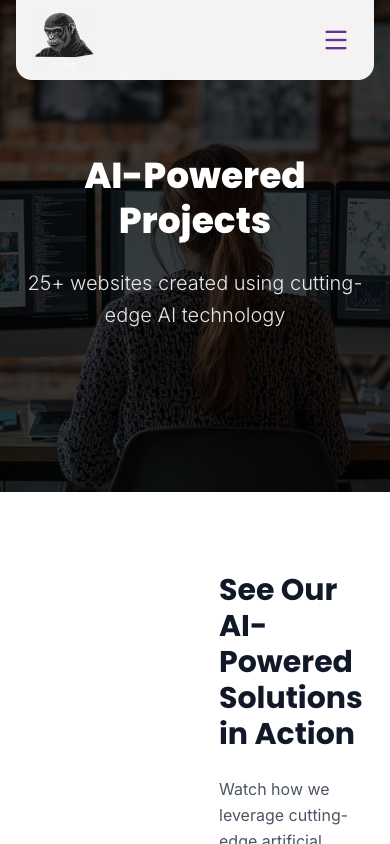 AI-Powered
Projects
25+ websites created using cutting-
edge AI technology
See Our
AI-
Powered
Solutions
in Action
Watch how we
leverage cutting-
edge artificial